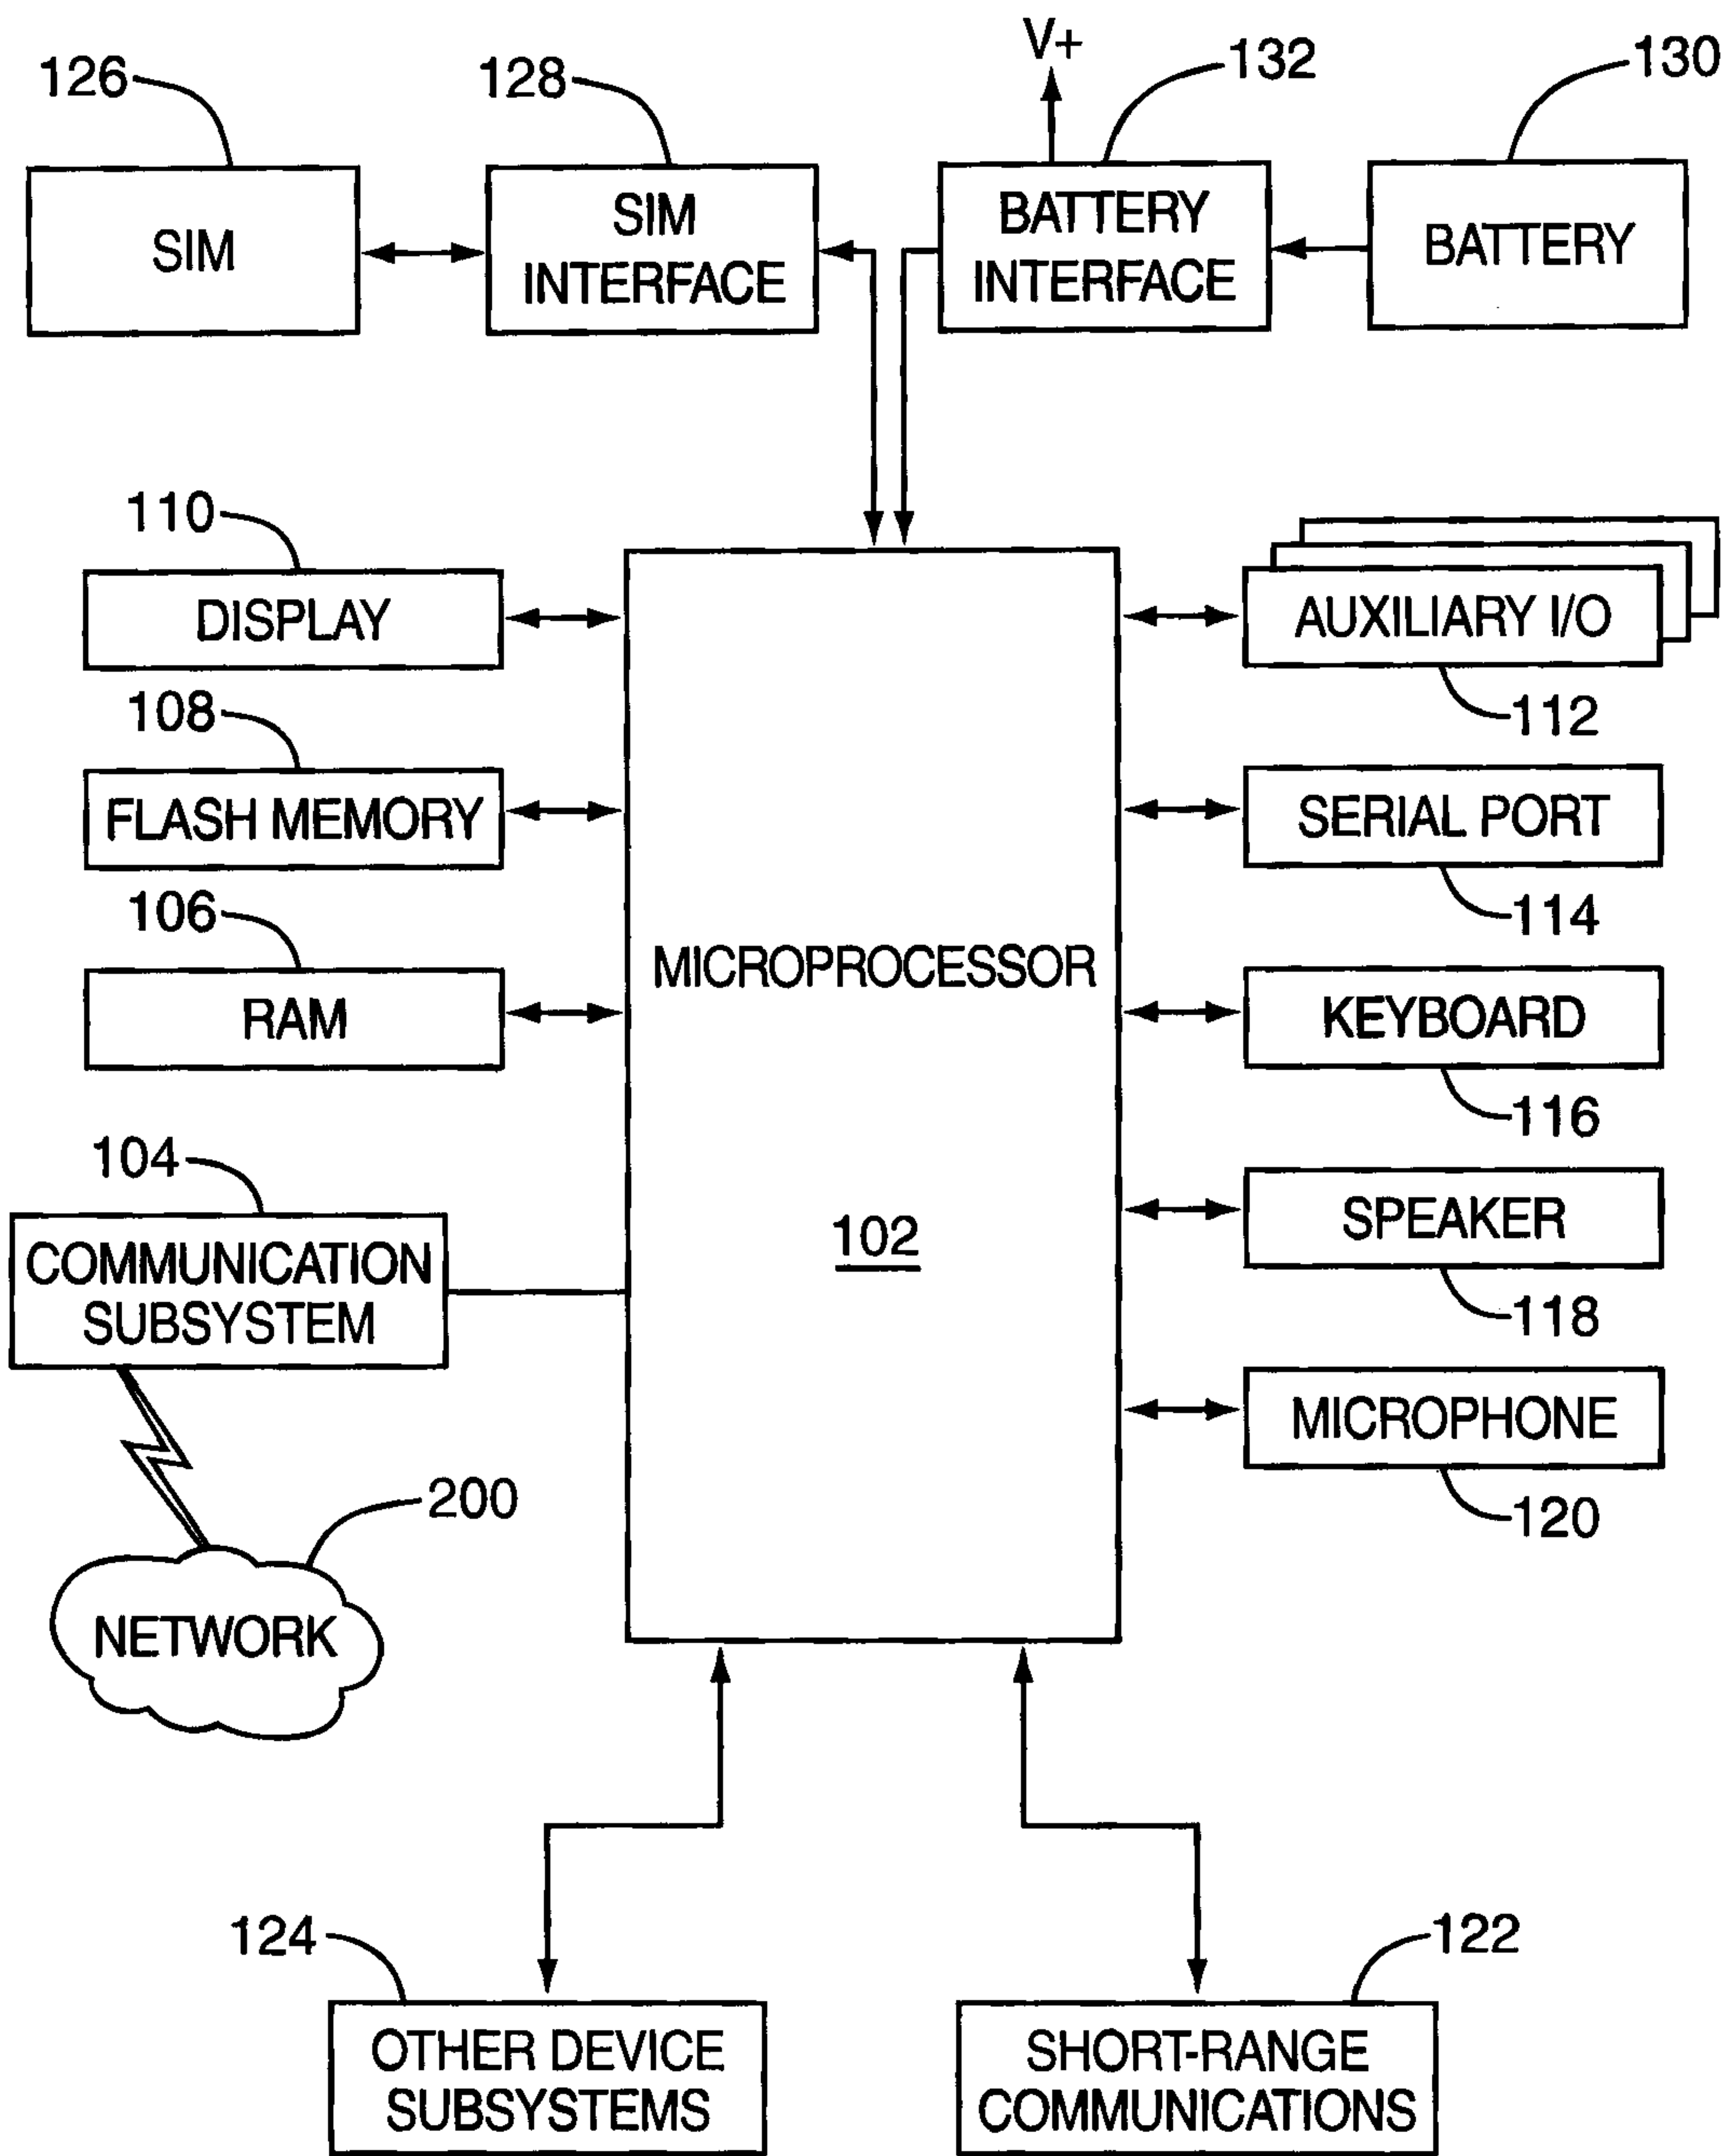 V+
126
128
132
130
SIM
SIM
INTERFACE
BATTERY
INTERFACE
BATTERY
110
DISPLAY
AUXILIARY I/O
112
108
FLASH MEMORY
SERIAL PORT
114
106
RAM
MICROPROCESSOR
102
KEYBOARD
116
104
COMMUNICATION
SUBSYSTEM
SPEAKER
118
MICROPHONE
120
200
NETWORK
124
OTHER DEVICE
SUBSYSTEMS
122
SHORT-RANGE
COMMUNICATIONS